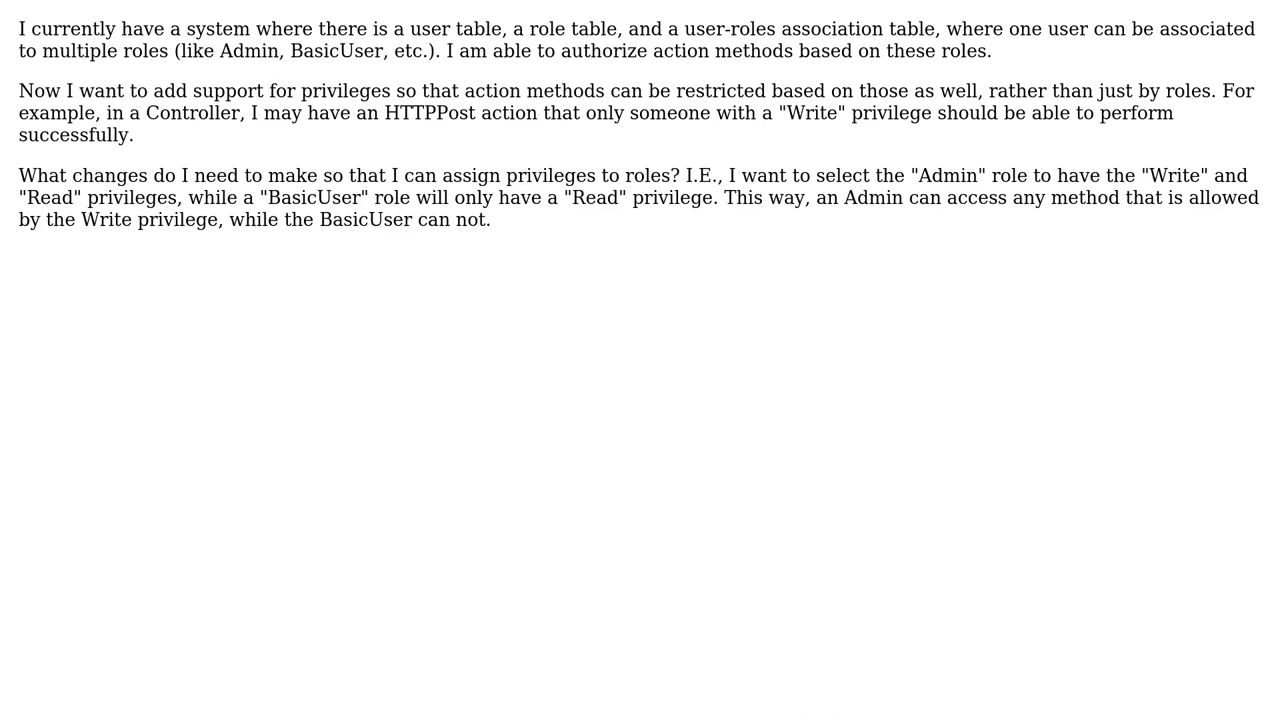 I currently have a system where there is a user table, a role table, and a user-roles association table, where one user can be associated
to multiple roles (like Admin, BasicUser, etc.). I am able to authorize action methods based on these roles.
Now I want to add support for privileges so that action methods can be restricted based on those as well, rather than just by roles. For
example, in a Controller, I may have an HTTPPost action that only someone with a "Write" privilege should be able to perform
successfully.
What changes do I need to make so that I can assign privileges to roles? I.E., I want to select the "Admin" role to have the "Write" and
"Read" privileges, while a "BasicUser" role will only have a "Read" privilege. This way, an Admin can access any method that is allowed
by the Write privilege, while the BasicUser can not.